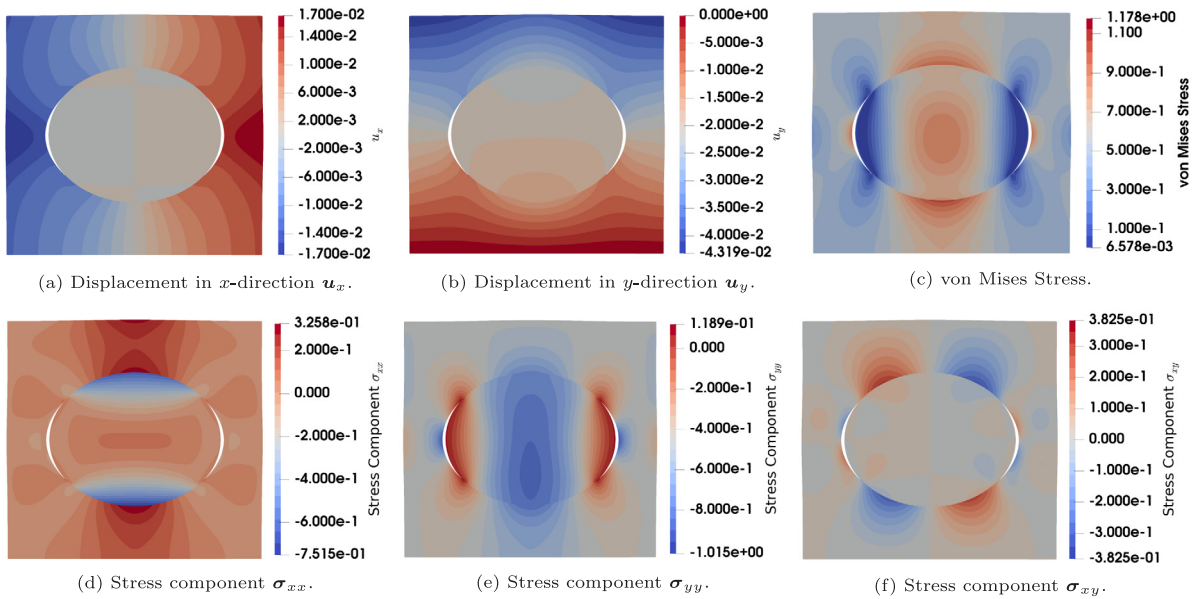 1.700e-02
1.400e-2
1.000e-2
6.000e-3
2.000e-3
-2.000e-3
-6.000e-3
-1.000e-2
-1.400e-2
-1.700e-02
u_x
(a) Displacement in x-direction u_x.
0.000e+00
-5.000e-3
-1.000e-2
-1.500e-2
-2.000e-2
-2.500e-2
-3.000e-2
-3.500e-2
-4.000e-2
-4.319e-02
u_y
(b) Displacement in y-direction u_y.
1.178e+00
1.100
9.000e-1
7.000e-1
5.000e-1
3.000e-1
1.000e-1
6.578e-03
von Mises Stress
(c) von Mises Stress.
3.258e-01
2.000e-1
0.000
-2.000e-1
-4.000e-1
-6.000e-1
-7.515e-01
Stress Component σ_xx
(d) Stress component σ_xx.
1.189e-01
0.000
-2.000e-1
-4.000e-1
-6.000e-1
-8.000e-1
-1.015e+00
Stress Component σ_yy
(e) Stress component σ_yy.
3.825e-01
3.000e-1
2.000e-1
1.000e-1
0.000
-1.000e-1
-2.000e-1
-3.000e-1
-3.825e-01
Stress Component σ_xy
(f) Stress component σ_xy.